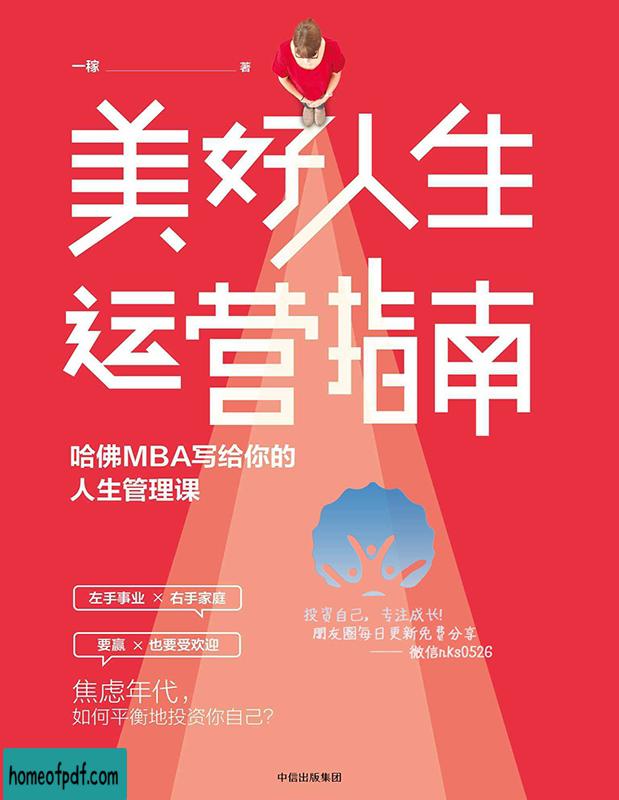 一稼 著
美好人生
运营指南
哈佛MBA写给你的
人生管理课
投资自己，专注成长！
朋友圈每日更新免费分享
—— 微信nks0526
左手事业 × 右手家庭
要赢 × 也要受欢迎
焦虑年代，
如何平衡地投资你自己？
中信出版集团
homeofpdf.com